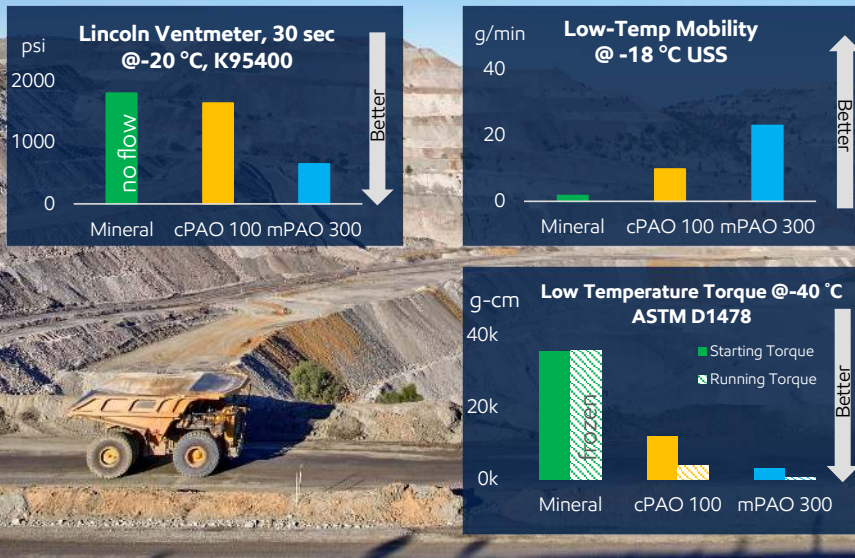 Lincoln Ventmeter, 30 sec
@-20 °C, K95400
psi
2000
1000
0
no flow
Mineral cPAO 100 mPAO 300
Better
Low-Temp Mobility
@ -18 °C USS
g/min
40
20
0
Mineral cPAO 100 mPAO 300
Better
Low Temperature Torque @-40 °C
ASTM D1478
g-cm
40k
20k
0k
Starting Torque
Running Torque
frozen
Mineral cPAO 100 mPAO 300
Better